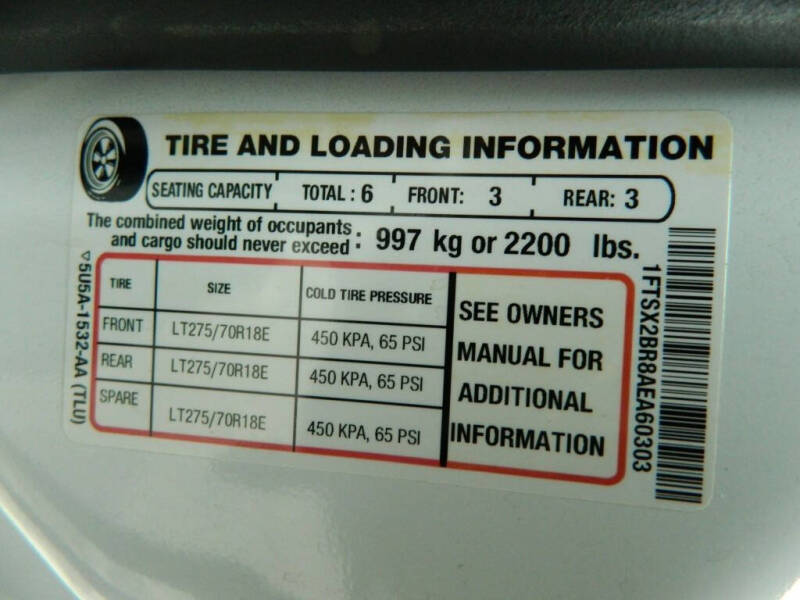 TIRE AND LOADING INFORMATION
SEATING CAPACITY TOTAL : 6 FRONT: 3 REAR: 3
The combined weight of occupants
and cargo should never exceed : 997 kg or 2200 lbs.
TIRE SIZE COLD TIRE PRESSURE
FRONT LT275/70R18E 450 KPA, 65 PSI
REAR LT275/70R18E 450 KPA, 65 PSI
SPARE LT275/70R18E 450 KPA, 65 PSI
SEE OWNERS
MANUAL FOR
ADDITIONAL
INFORMATION
5U5A-1532-AA (TLU)
1FTSX2BR8AEA60303